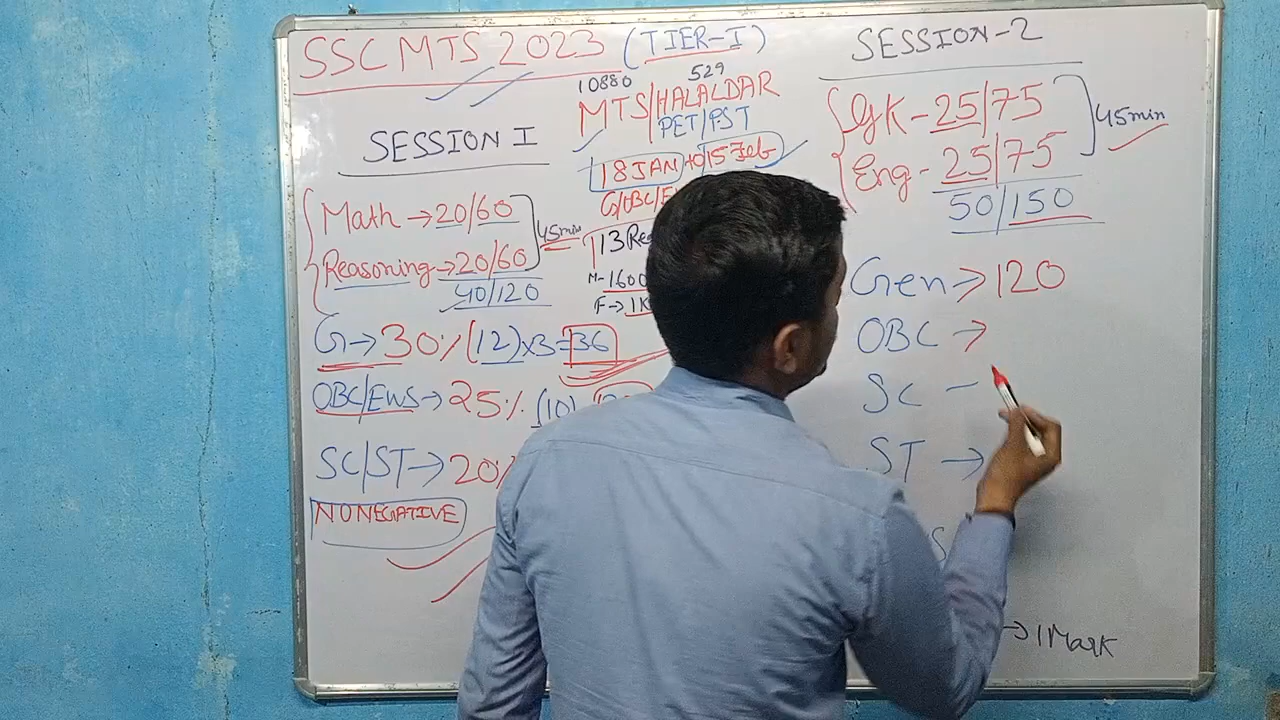 SSC MTS 2023 (TIER-I)
10880 529
MTS/HALALDAR
PET/PST
18 JAN to 15 Feb
G/OBC/E
13 Re
M-1600
F→1K
SESSION I
Math → 20/60
Reasoning → 20/60
45min
40/120
G→ 30% (12)x3=36
OBC/EWS→ 25% (10)
SC/ST→ 20
NO NEGATIVE
SESSION-2
GK - 25/75
Eng - 25/75
45min
50/150
Gen → 120
OBC →
SC -
ST →
S
→ 1 Mark